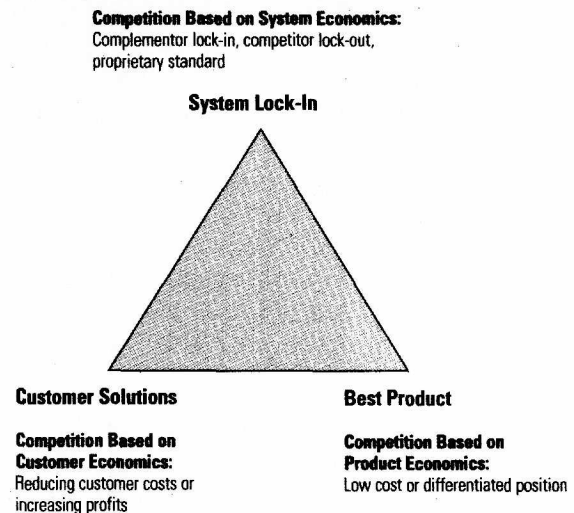 Competition Based on System Economics:
Complementor lock-in, competitor lock-out,
proprietary standard
System Lock-In
Customer Solutions
Competition Based on
Customer Economics:
Reducing customer costs or
increasing profits
Best Product
Competition Based on
Product Economics:
Low cost or differentiated position